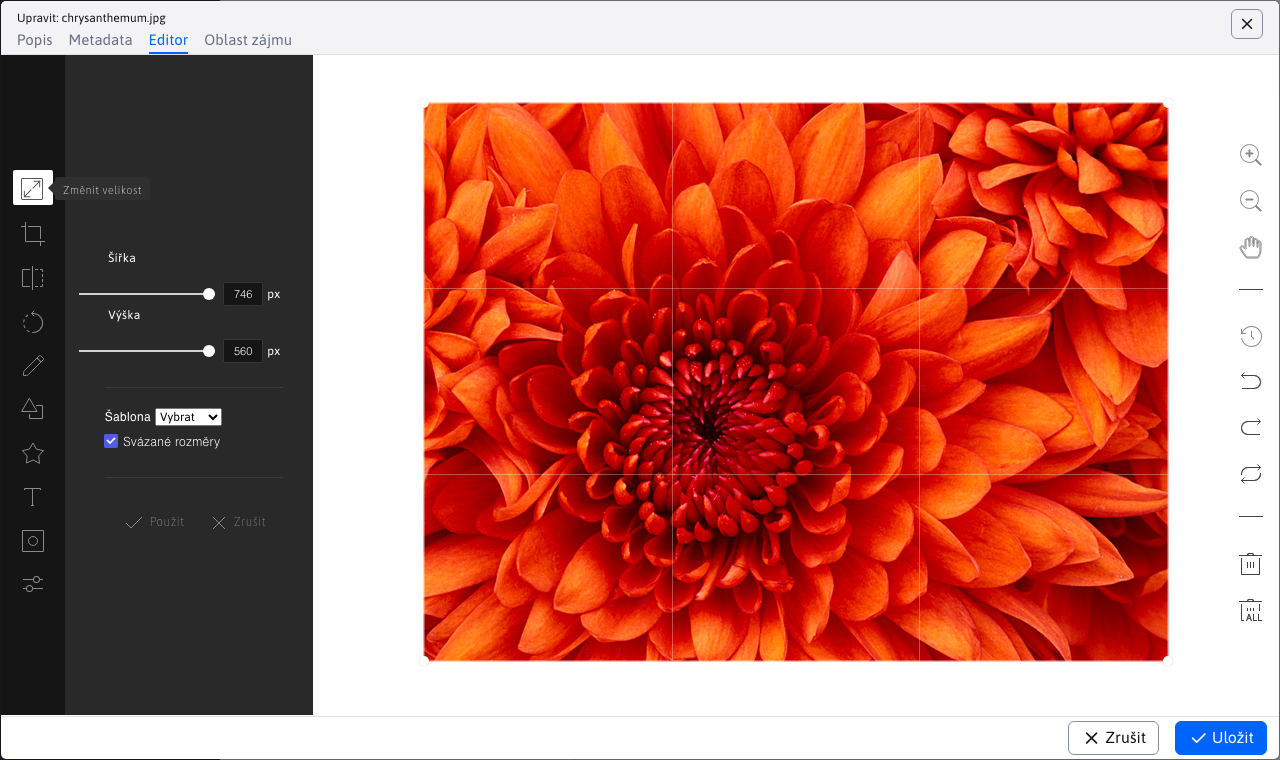 Upravit: chrysanthemum.jpg
Popis Metadata Editor Oblast zájmu
Změnit velikost
Šířka
746 px
Výška
560 px
Šablona Vybrat
Svázané rozměry
Použít Zrušit
ALL
Zrušit Uložit